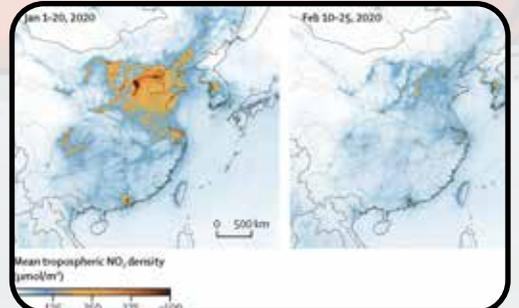 Jan 1-20, 2020
Feb 10-25, 2020
0 500 km
Mean tropospheric NO₂ density
(μmol/m²)